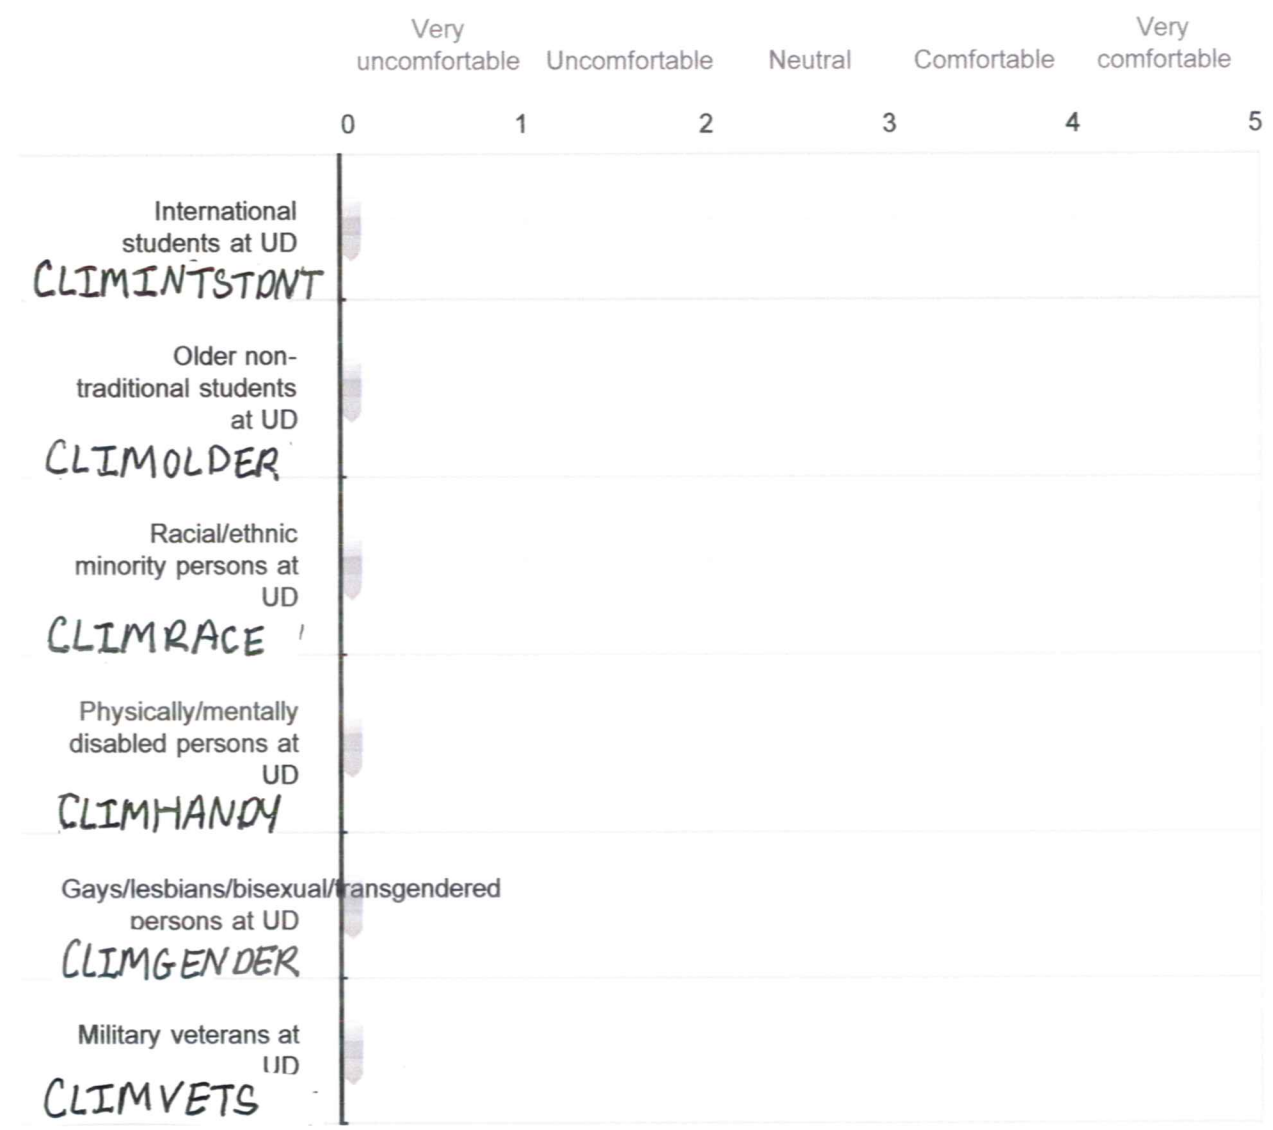 Very Very
uncomfortable Uncomfortable Neutral Comfortable comfortable
0 1 2 3 4 5
International
students at UD
CLIMINTSTDNT
Older non-
traditional students
at UD
CLIMOLDER
Racial/ethnic
minority persons at
UD
CLIMRACE
Physically/mentally
disabled persons at
UD
CLIMHANDY
Gays/lesbians/bisexual/transgendered
persons at UD
CLIMGENDER
Military veterans at
UD
CLIMVETS